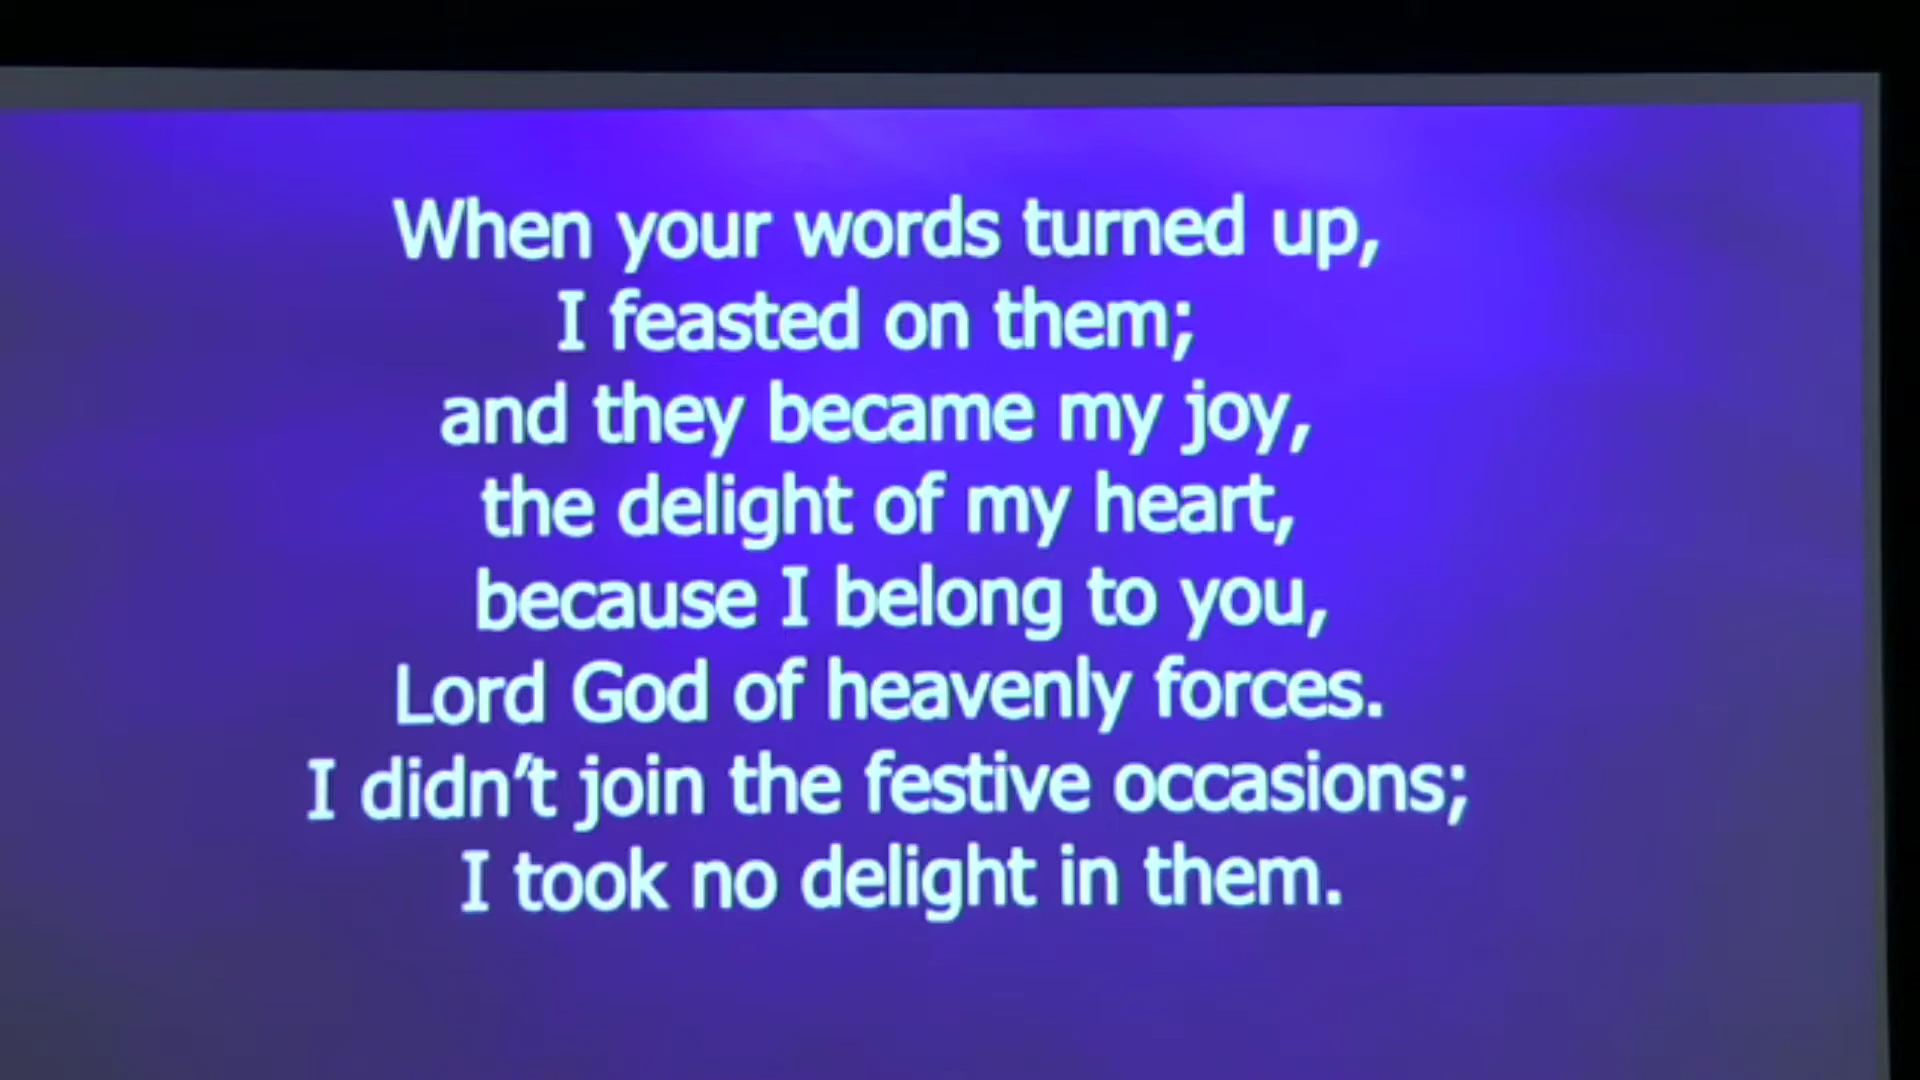 When your words turned up,
I feasted on them;
and they became my joy,
the delight of my heart,
because I belong to you,
Lord God of heavenly forces.
I didn’t join the festive occasions;
I took no delight in them.